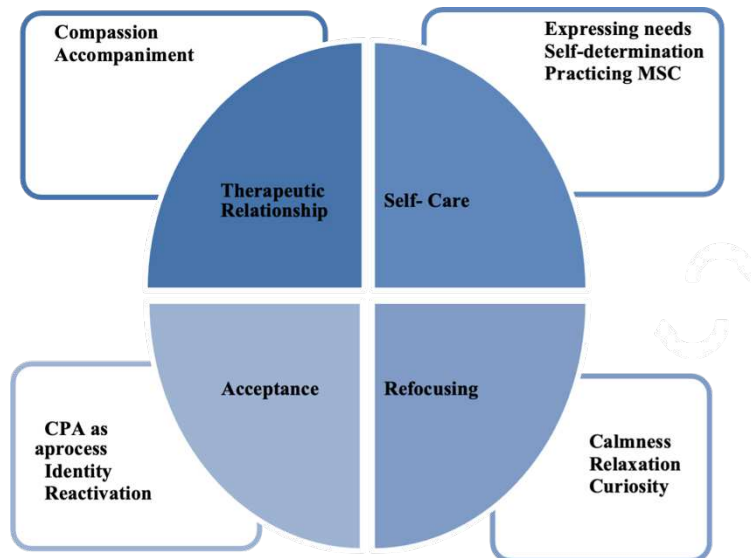 Compassion
Accompaniment
Expressing needs
Self-determination
Practicing MSC
Therapeutic
Relationship
Self- Care
Acceptance
Refocusing
CPA as
aprocess
Identity
Reactivation
Calmness
Relaxation
Curiosity